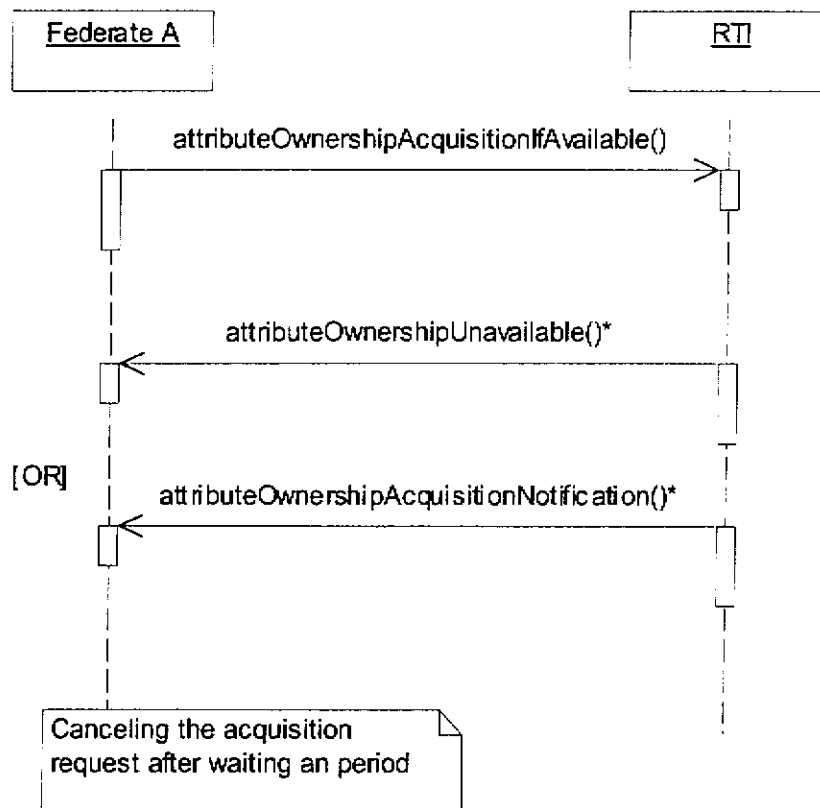 Federate A
RTI
attributeOwnershipAcquisitionIfAvailable()
attributeOwnershipUnavailable()*
[OR]
attributeOwnershipAcquisitionNotification()*
Canceling the acquisition
request after waiting an period